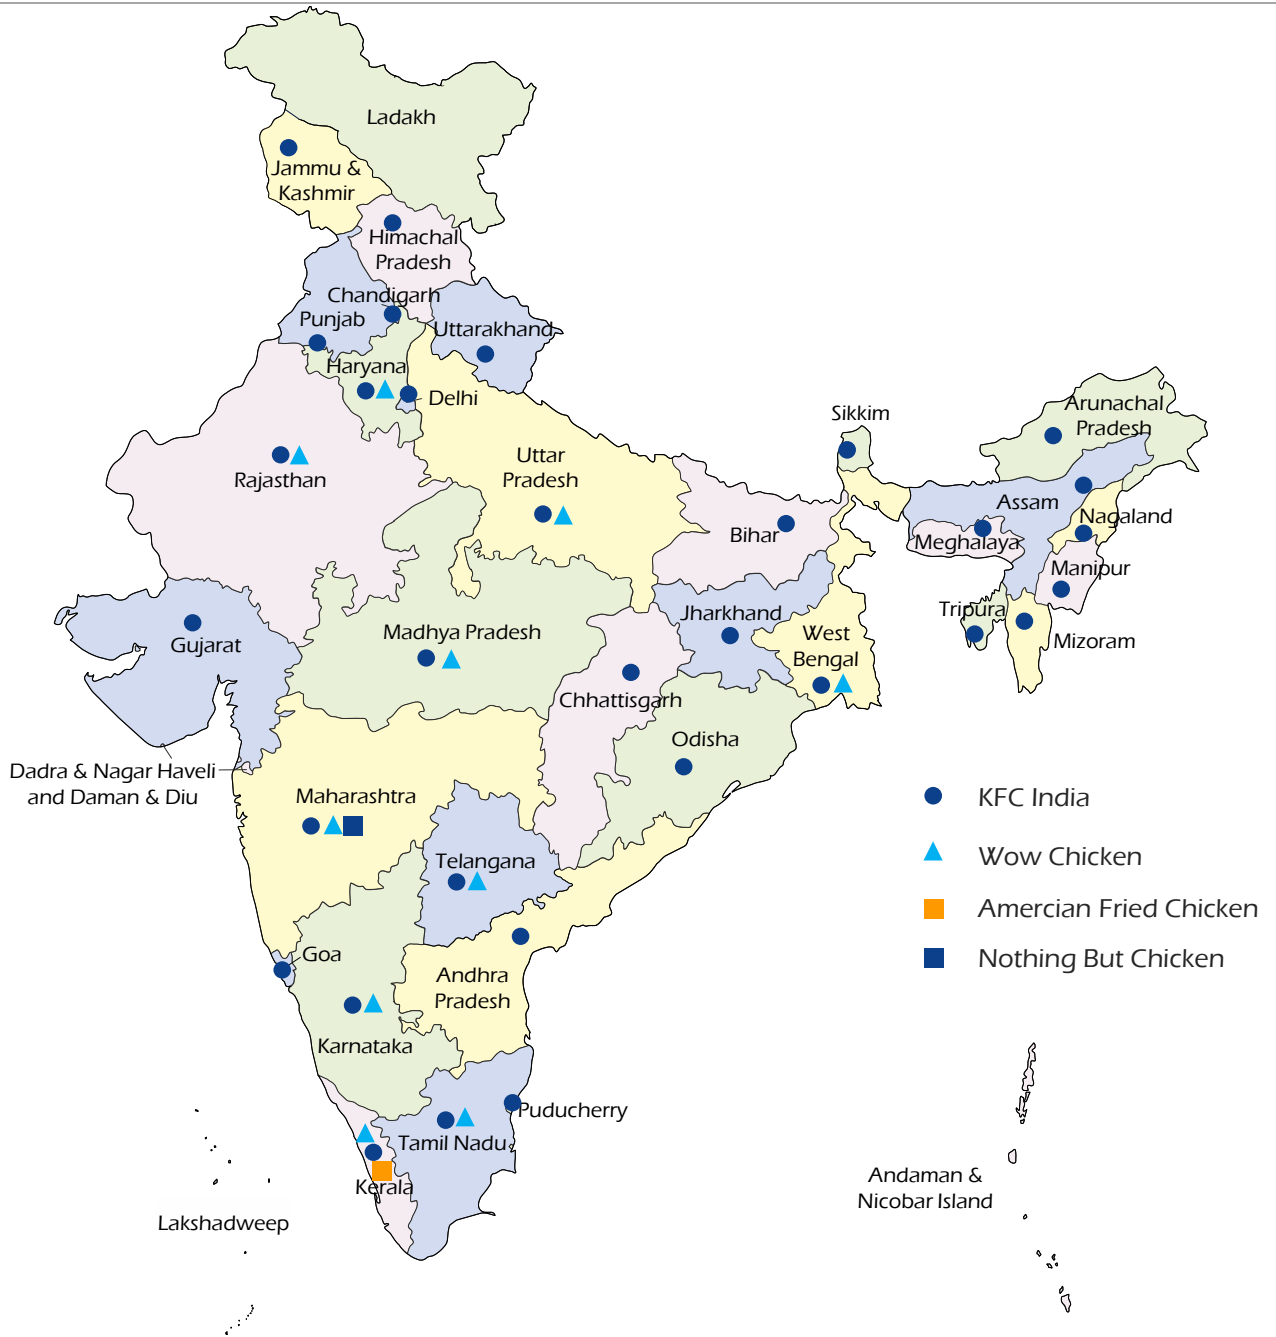 Ladakh
Jammu &
Kashmir
Himachal
Pradesh
Chandigarh
Punjab
Uttarakhand
Haryana
Delhi
Arunachal
Pradesh
Sikkim
Uttar
Pradesh
Rajasthan
Assam
Nagaland
Bihar
Meghalaya
Manipur
Tripura
Jharkhand
Madhya Pradesh
West
Bengal
Gujarat
Mizoram
Chhattisgarh
Odisha
Dadra & Nagar Haveli
and Daman & Diu
Maharashtra
KFC India
Wow Chicken
Telangana
Amercian Fried Chicken
Goa
Nothing But Chicken
Andhra
Pradesh
Karnataka
Puducherry
Tamil Nadu
Kerala
Andaman &
Nicobar Island
Lakshadweep